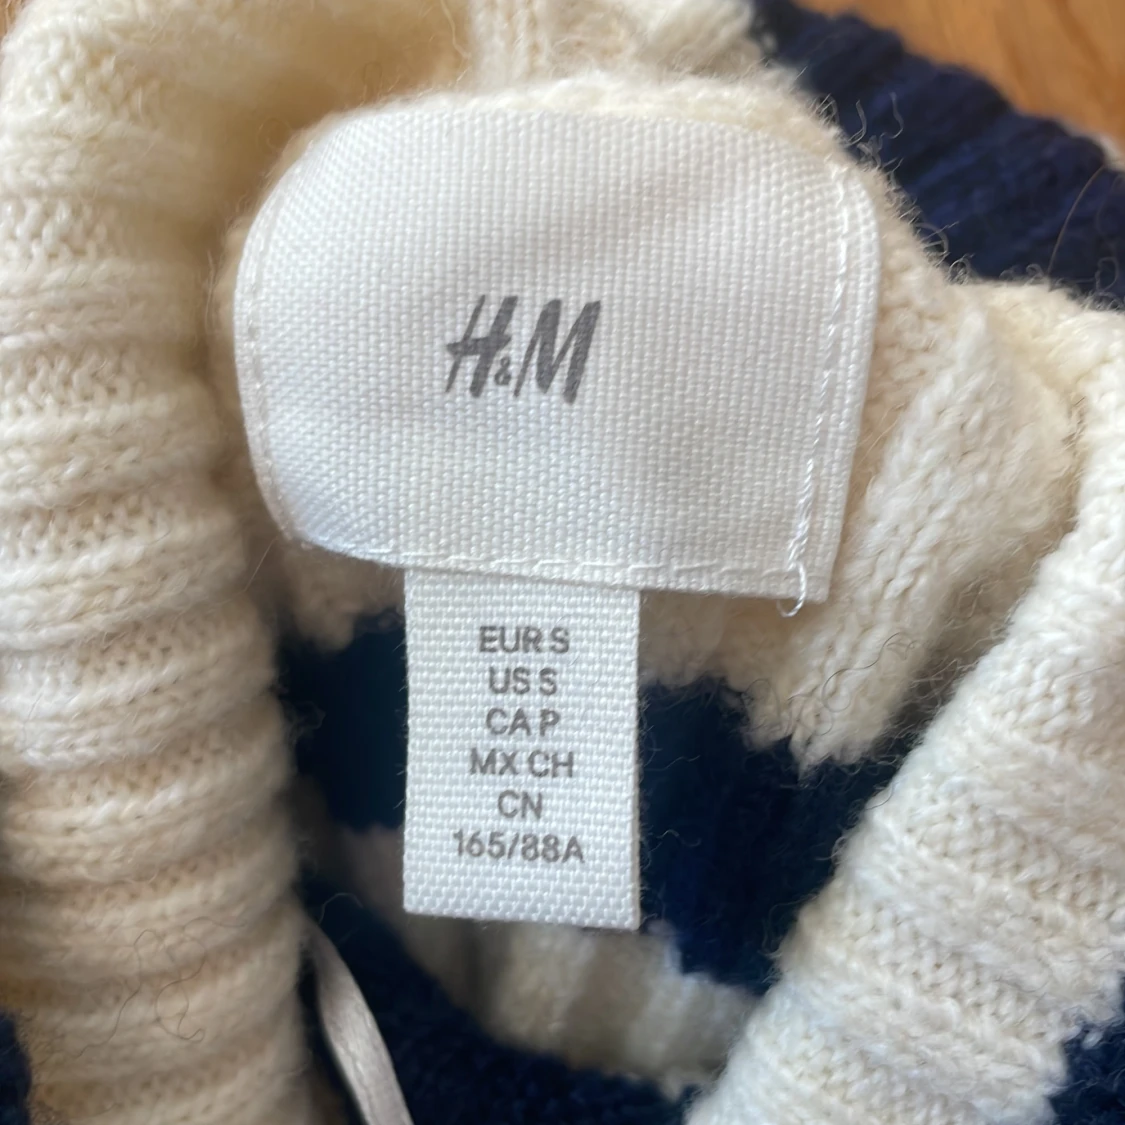 H&M
EUR S
US S
CA P
MX CH
CN
165/88A